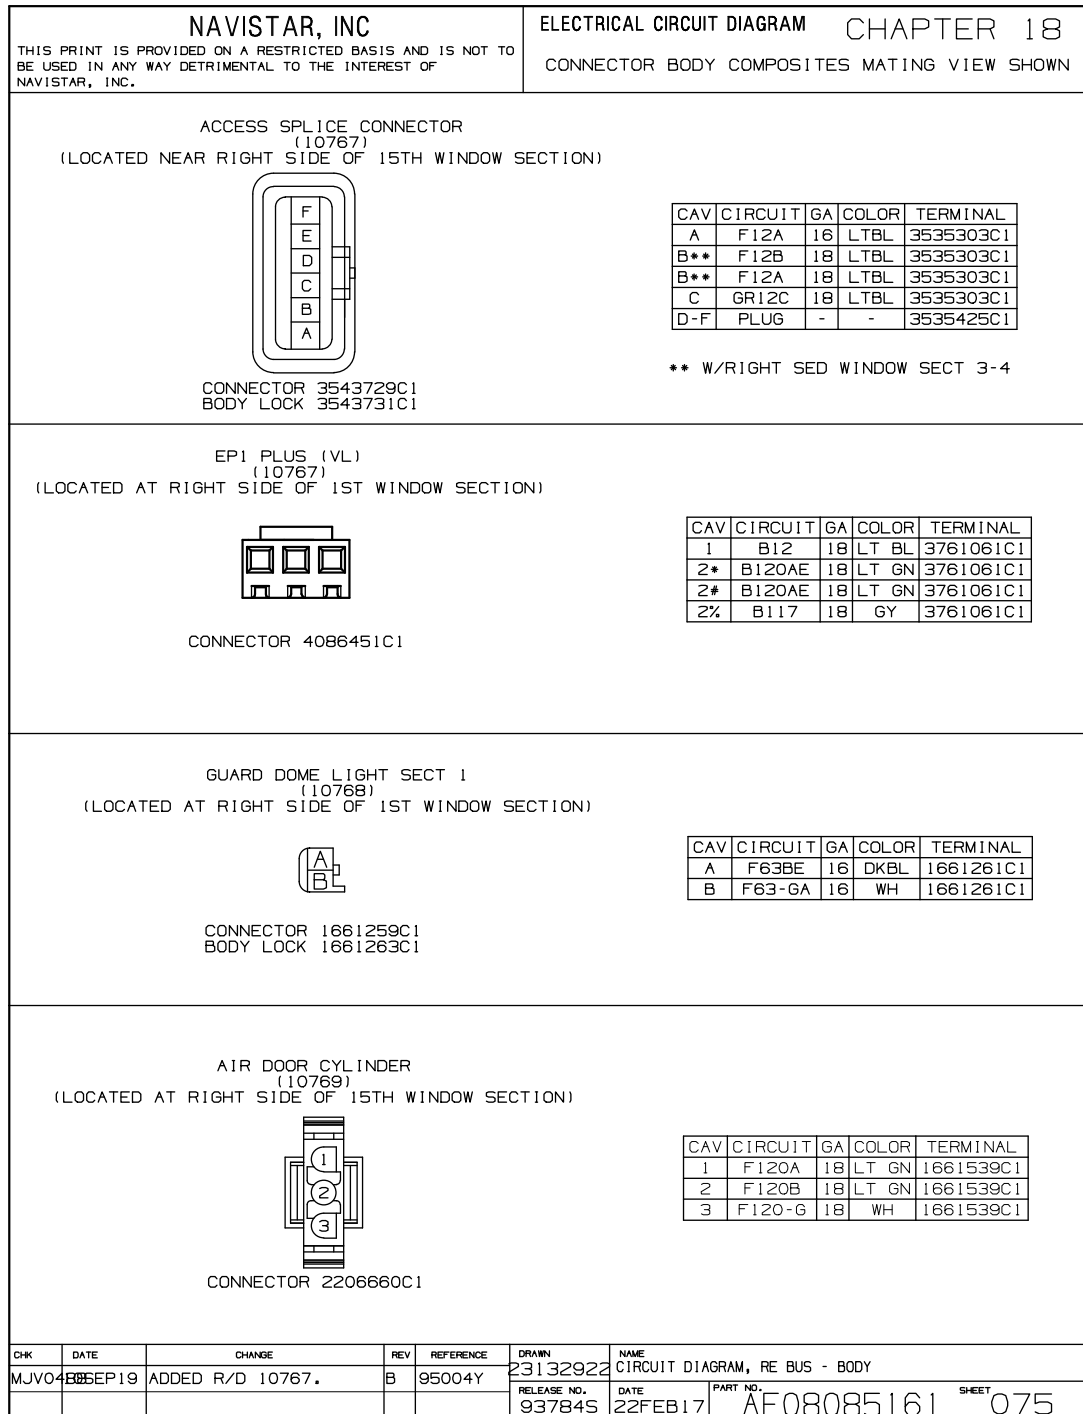 NAVISTAR, INC
THIS PRINT IS PROVIDED ON A RESTRICTED BASIS AND IS NOT TO
BE USED IN ANY WAY DETRIMENTAL TO THE INTEREST OF
NAVISTAR, INC.
ELECTRICAL CIRCUIT DIAGRAM CHAPTER 18
CONNECTOR BODY COMPOSITES MATING VIEW SHOWN
ACCESS SPLICE CONNECTOR
(10767)
(LOCATED NEAR RIGHT SIDE OF 15TH WINDOW SECTION)
F
E
D
C
B
A
CONNECTOR 3543729C1
BODY LOCK 3543731C1
CAV CIRCUIT GA COLOR TERMINAL
A F12A 16 LTBL 3535303C1
B** F12B 18 LTBL 3535303C1
B** F12A 18 LTBL 3535303C1
C GR12C 18 LTBL 3535303C1
D-F PLUG - - 3535425C1
** W/RIGHT SED WINDOW SECT 3-4
EP1 PLUS (VL)
(10767)
(LOCATED AT RIGHT SIDE OF 1ST WINDOW SECTION)
CONNECTOR 4086451C1
CAV CIRCUIT GA COLOR TERMINAL
1 B12 18 LT BL 3761061C1
2* B120AE 18 LT GN 3761061C1
2# B120AE 18 LT GN 3761061C1
2% B117 18 GY 3761061C1
GUARD DOME LIGHT SECT 1
(10768)
(LOCATED AT RIGHT SIDE OF 1ST WINDOW SECTION)
A
B
CONNECTOR 1661259C1
BODY LOCK 1661263C1
CAV CIRCUIT GA COLOR TERMINAL
A F63BE 16 DKBL 1661261C1
B F63-GA 16 WH 1661261C1
AIR DOOR CYLINDER
(10769)
(LOCATED AT RIGHT SIDE OF 15TH WINDOW SECTION)
1
2
3
CONNECTOR 2206660C1
CAV CIRCUIT GA COLOR TERMINAL
1 F120A 18 LT GN 1661539C1
2 F120B 18 LT GN 1661539C1
3 F120-G 18 WH 1661539C1
CHK DATE CHANGE REV REFERENCE
ADDED R/D 10767. B 95004Y
DRAWN
23132922
NAME
CIRCUIT DIAGRAM, RE BUS - BODY
RELEASE NO.
93784S
DATE
22FEB17
PART NO.
AE08085161
SHEET
075